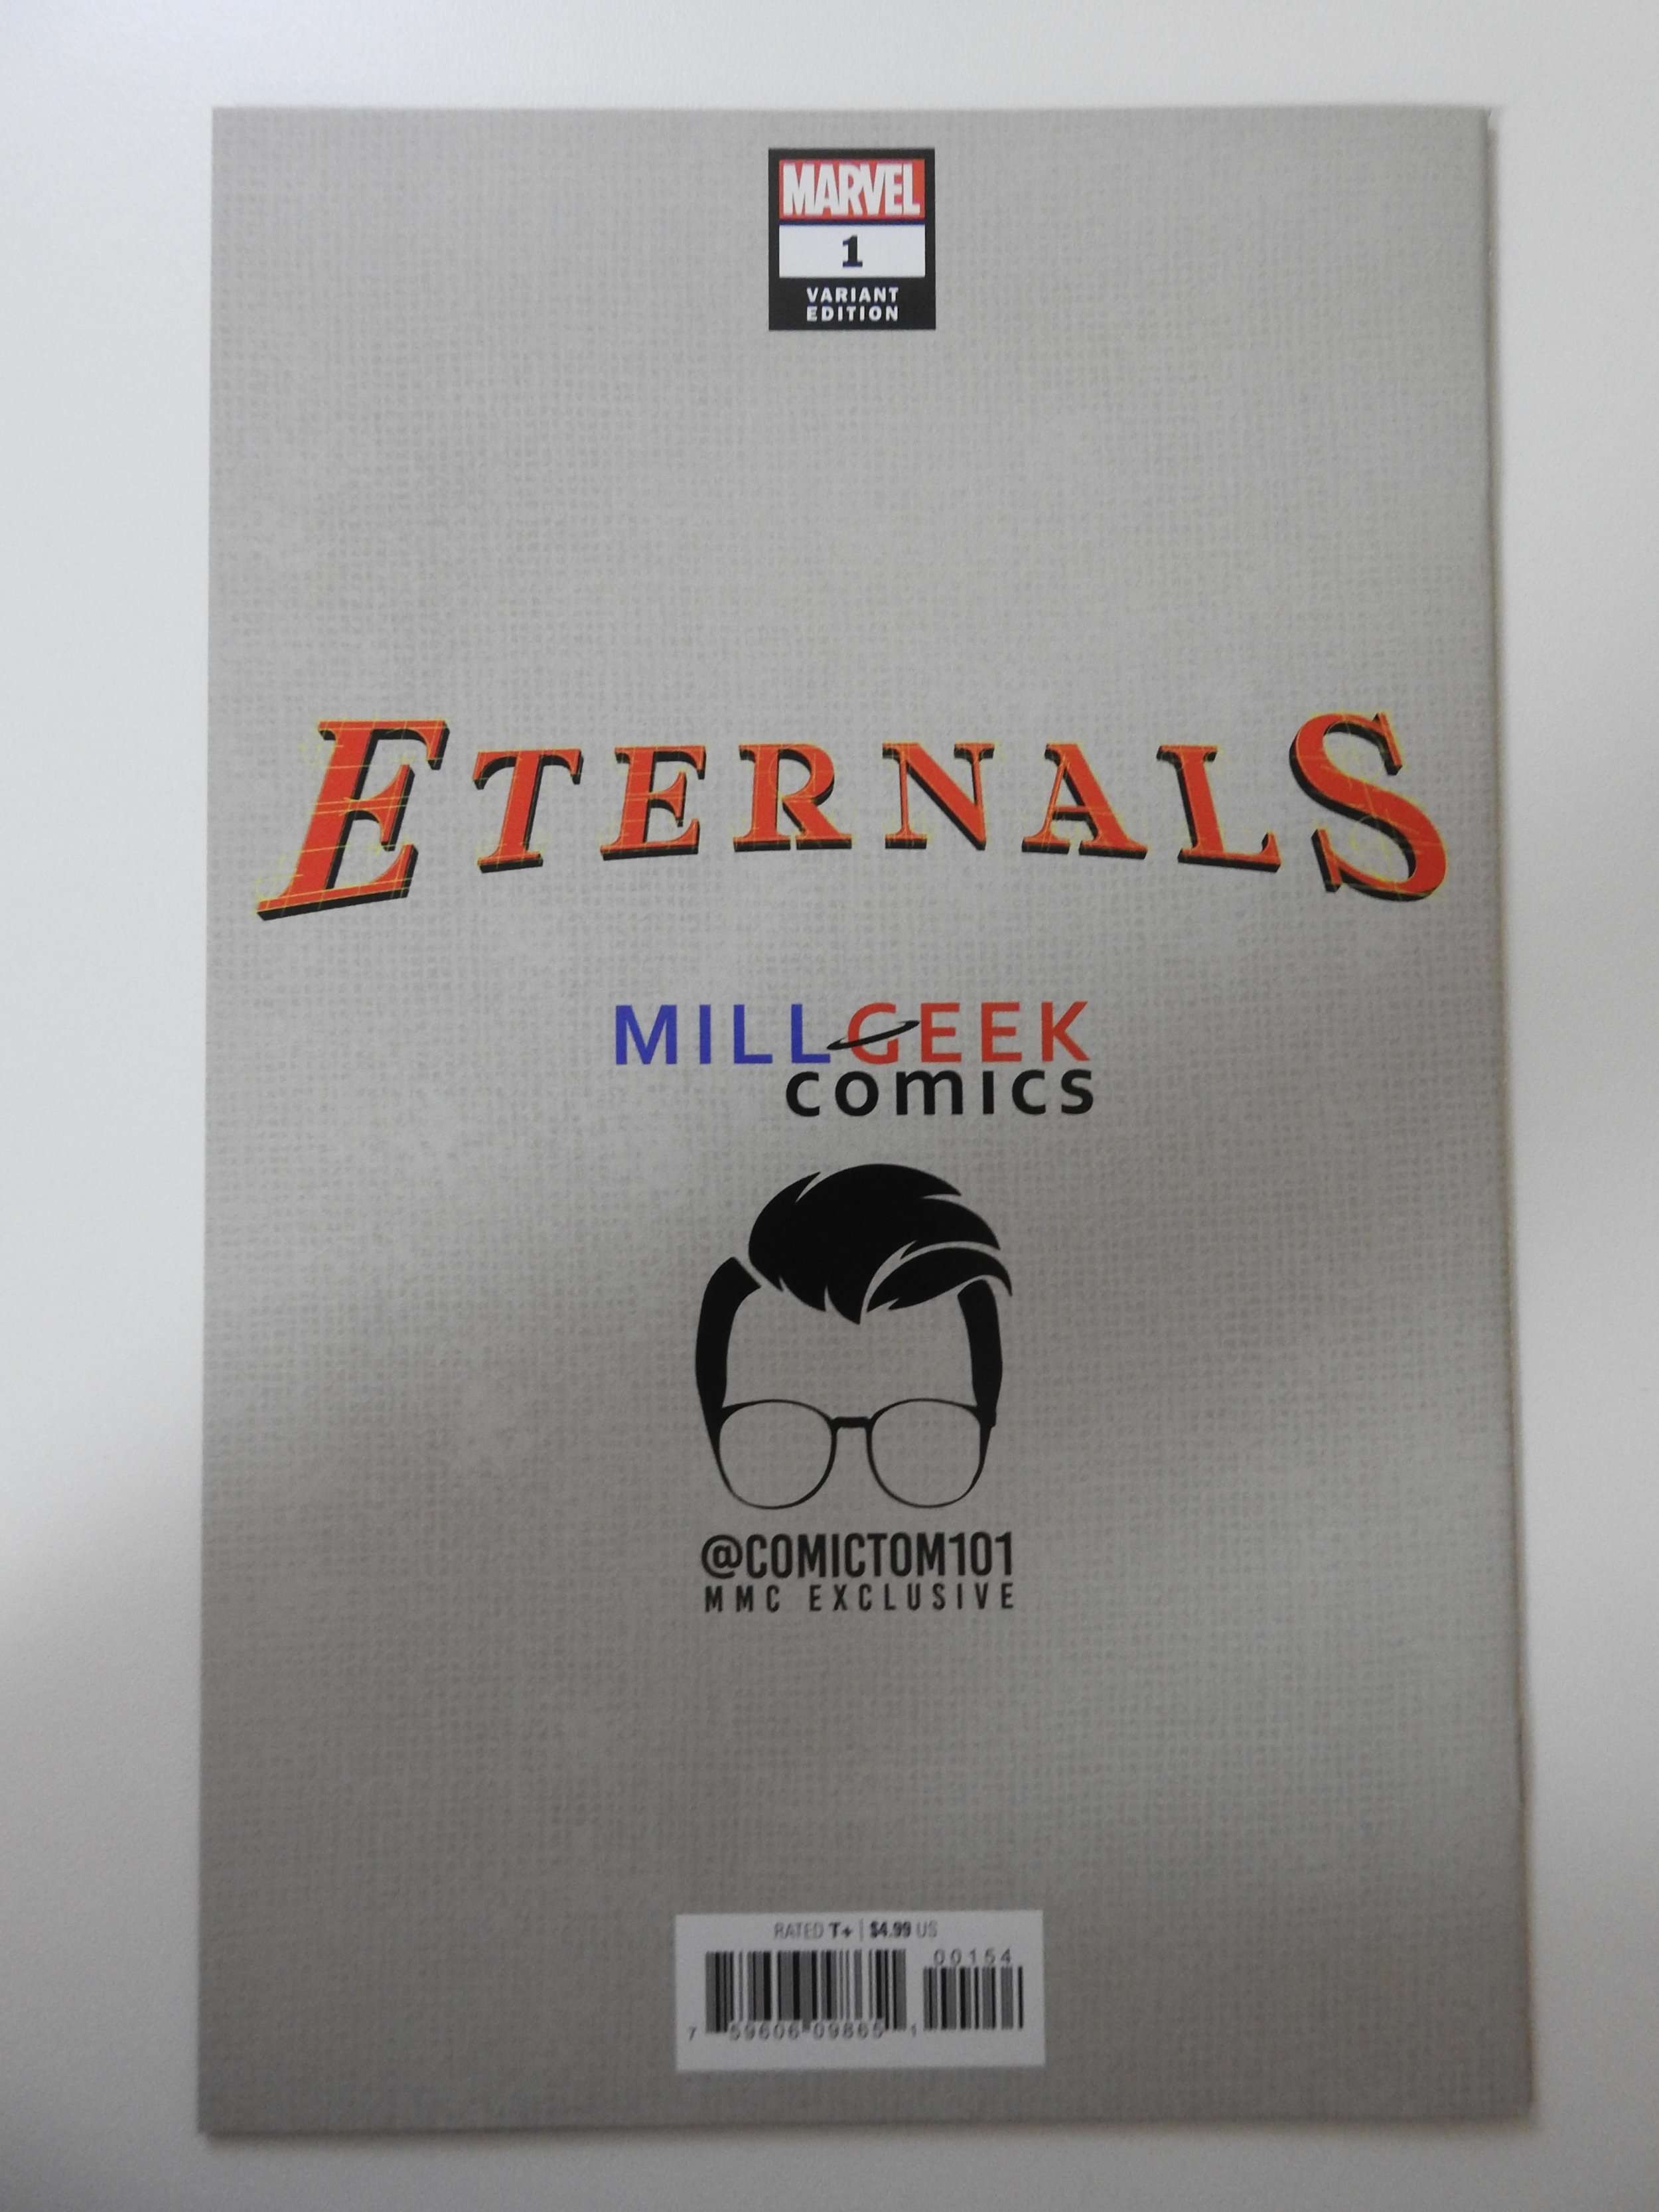 MARVEL
1
VARIANT
EDITION
ETERNALS
MILLGEEK
comics
@COMICTOM101
MMC EXCLUSIVE
RATED T+ | $4.99 US
00154
7 59606 09865 1